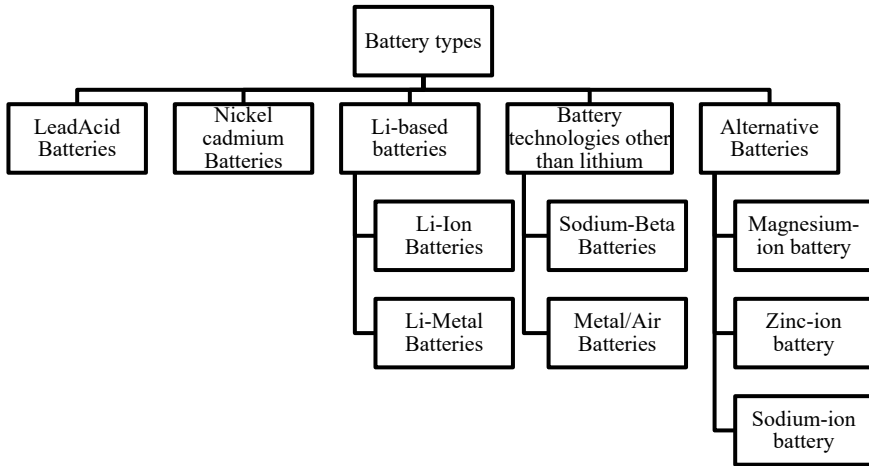 Battery types
LeadAcid
Batteries
Nickel
cadmium
Batteries
Li-based
batteries
Battery
technologies other
than lithium
Alternative
Batteries
Li-Ion
Batteries
Li-Metal
Batteries
Sodium-Beta
Batteries
Metal/Air
Batteries
Magnesium-
ion battery
Zinc-ion
battery
Sodium-ion
battery